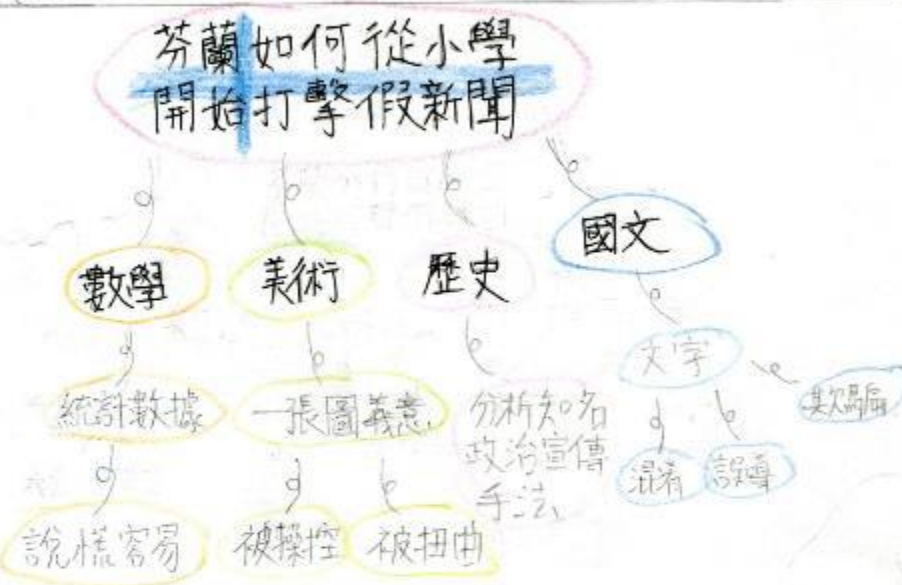 芬蘭如何從小學
開始打擊假新聞
國文
數學
美術
歷史
文字
統計數據
一張圖義意
分析知名
政治宣傳
手法
欺騙
混淆
誤導
說慌容易
被操控
被扭曲